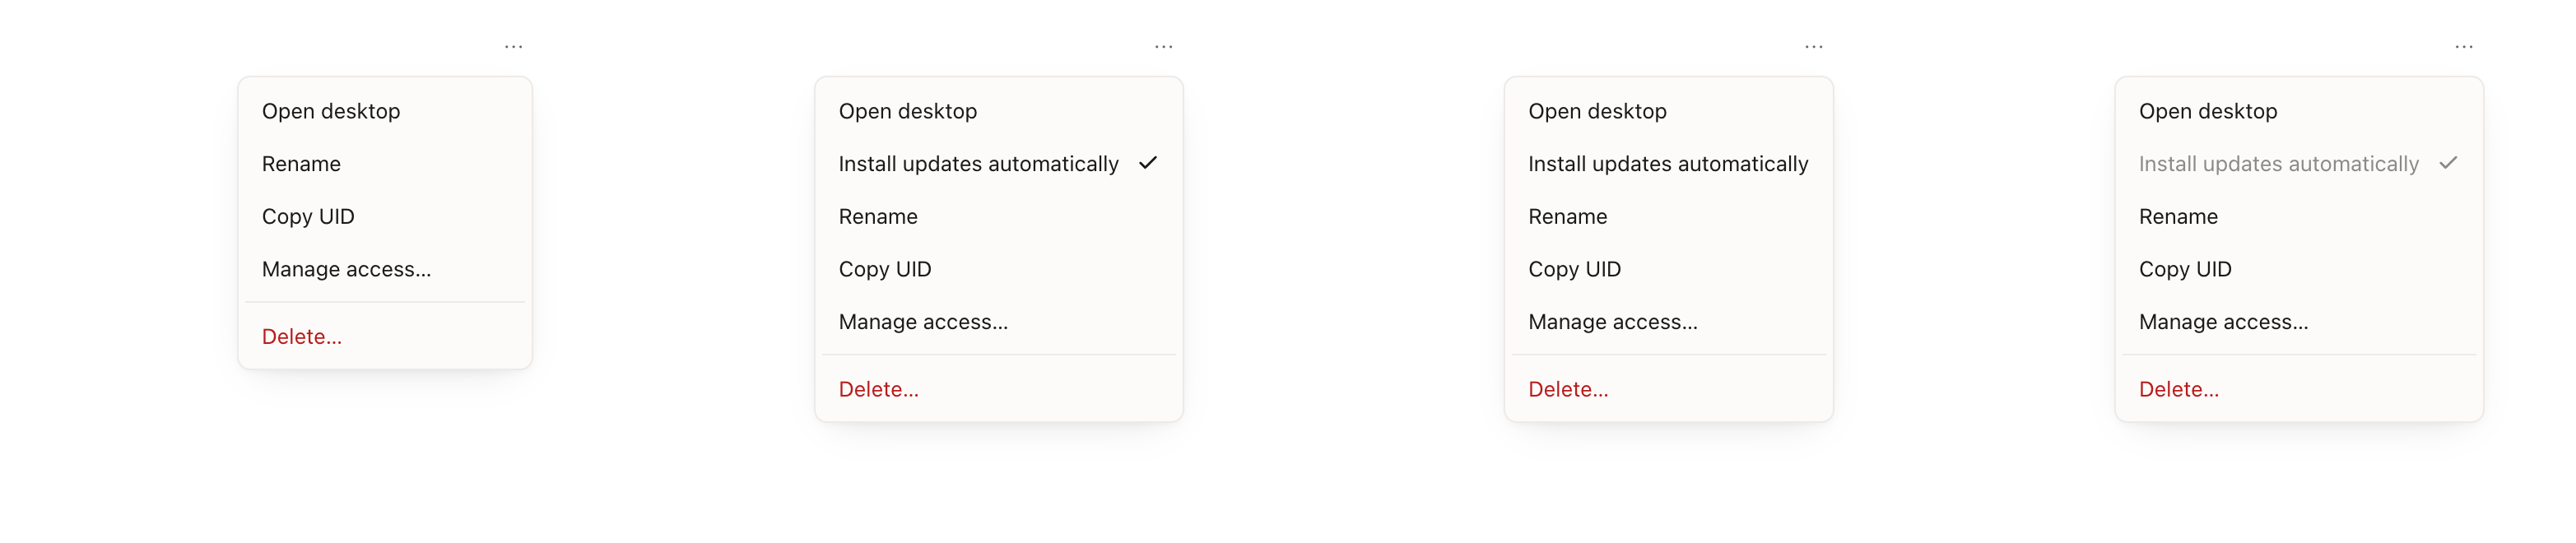 ...
Open desktop
Rename
Copy UID
Manage access...
Delete...
...
Open desktop
Install updates automatically ✓
Rename
Copy UID
Manage access...
Delete...
...
Open desktop
Install updates automatically
Rename
Copy UID
Manage access...
Delete...
...
Open desktop
Install updates automatically ✓
Rename
Copy UID
Manage access...
Delete...